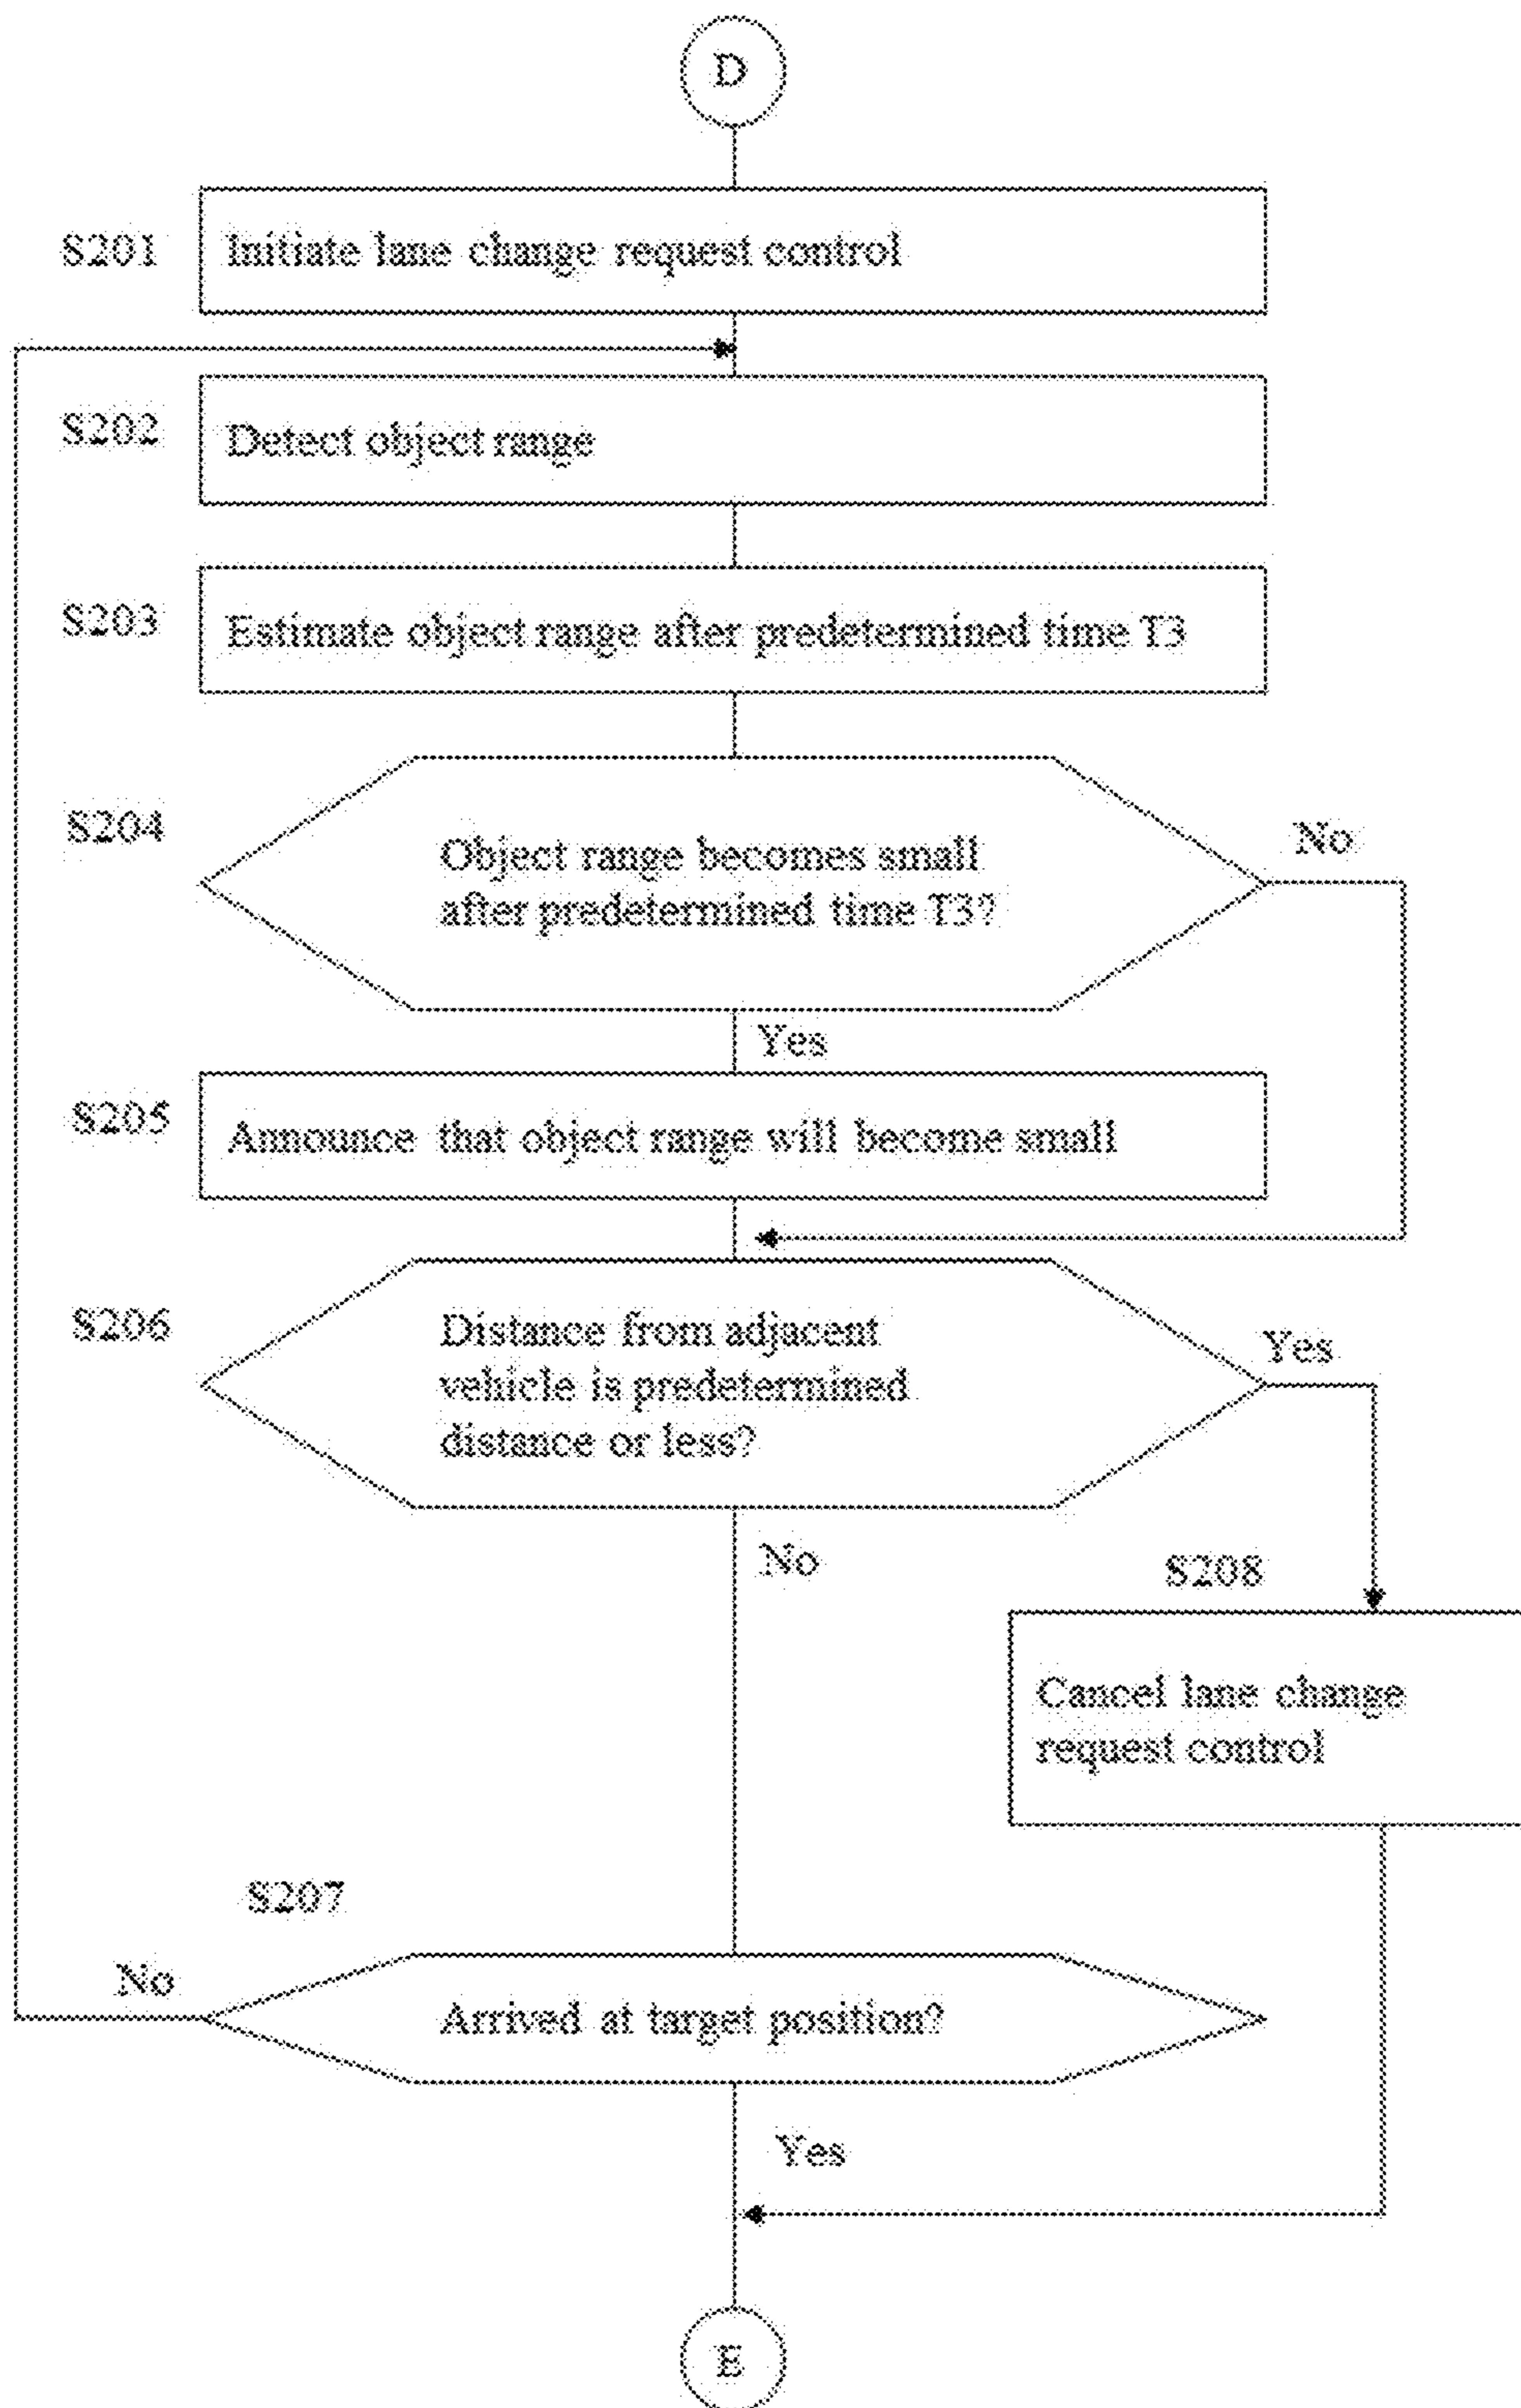 D
S201
Initiate lane change request control
S202
Detect object range
S203
Estimate object range after predetermined time T3
S204
Object range becomes small
after predetermined time T3?
No
Yes
S205
Announce that object range will become small
S206
Distance from adjacent
vehicle is predetermined
distance or less?
Yes
No
S208
Cancel lane change
request control
S207
No
Arrived at target position?
Yes
E